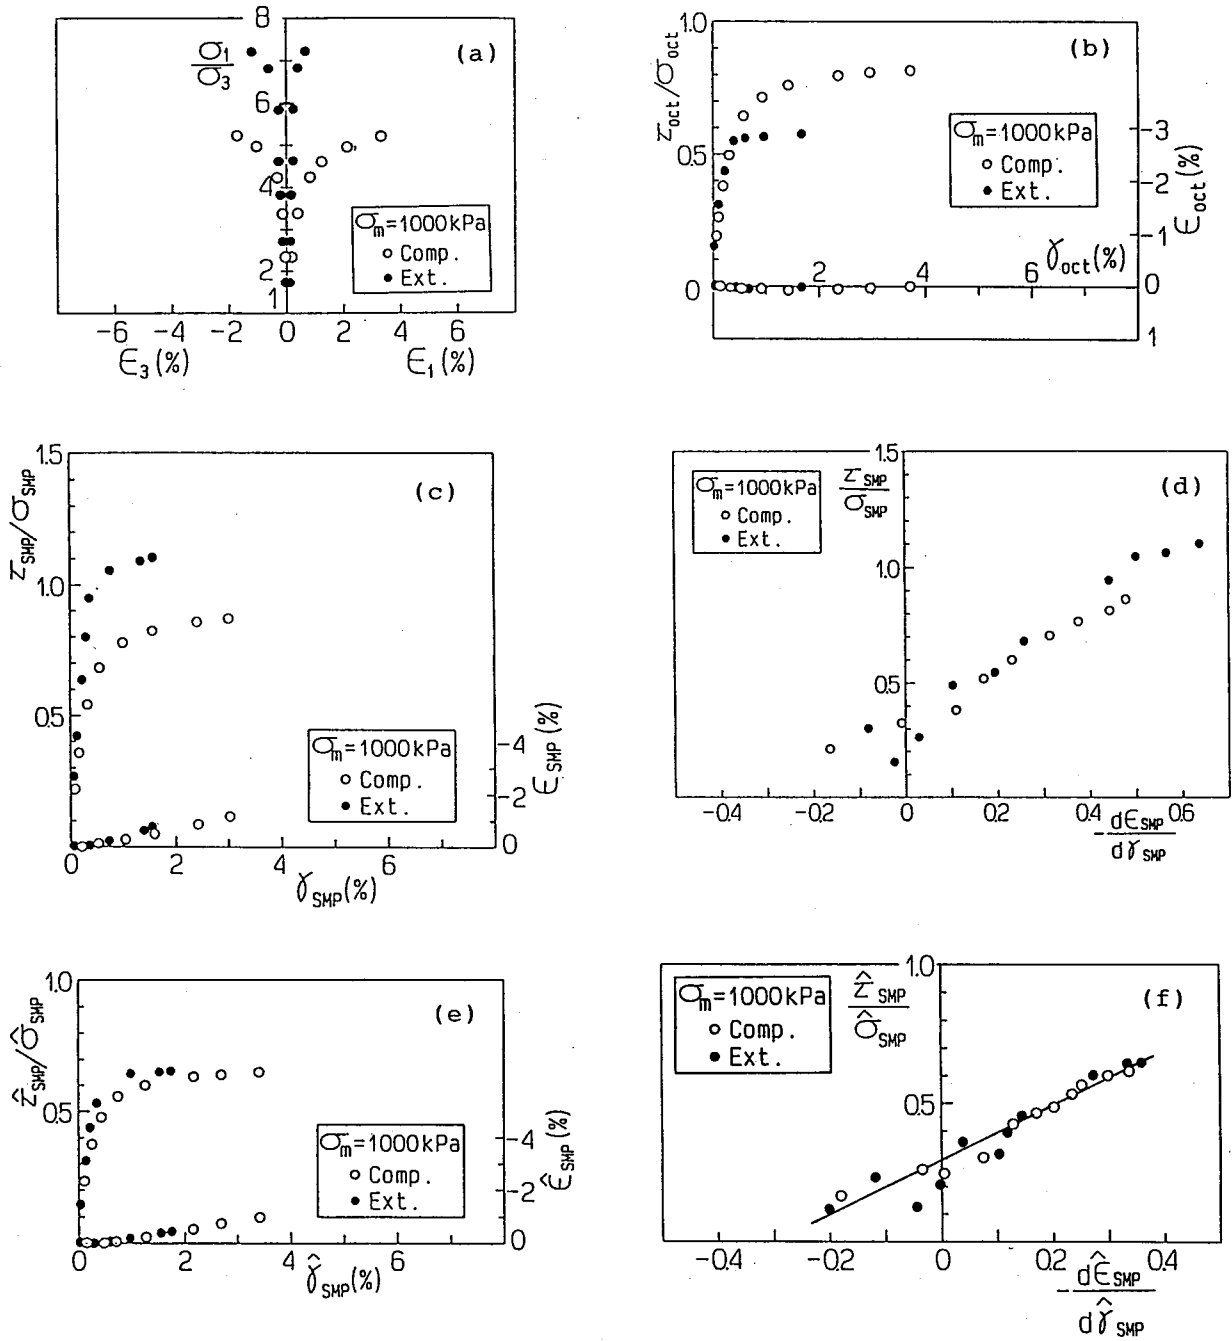 8
σ1/σ3
(a)
6
4
σm=1000kPa
○ Comp.
● Ext.
2
1
-6 -4 -2 0 2 4 6
ϵ3(%) ϵ1(%)
1.0
τoct/σoct
(b)
σm=1000kPa
○ Comp.
● Ext.
-3
0.5
-2
ϵoct(%)
-1
2 4 6 γoct(%)
0 0
1
1.5
τSMP/σSMP
(c)
1.0
0.5
σm=1000kPa
○ Comp.
● Ext.
-4
-2
ϵSMP(%)
0
0 2 4 6
γSMP(%)
1.5
σm=1000kPa
○ Comp.
● Ext.
τSMP/σSMP
(d)
1.0
0.5
-0.4 -0.2 0 0.2 0.4 0.6
-dϵSMP/dγSMP
1.0
τ̂SMP/σ̂SMP
(e)
0.5
σm=1000kPa
○ Comp.
● Ext.
-4
-2
ϵ̂SMP(%)
0
0 2 4 6
γ̂SMP(%)
1.0
σm=1000kPa
○ Comp.
● Ext.
τ̂SMP/σ̂SMP
(f)
0.5
-0.4 -0.2 0 0.2 0.4
-dϵ̂SMP/dγ̂SMP